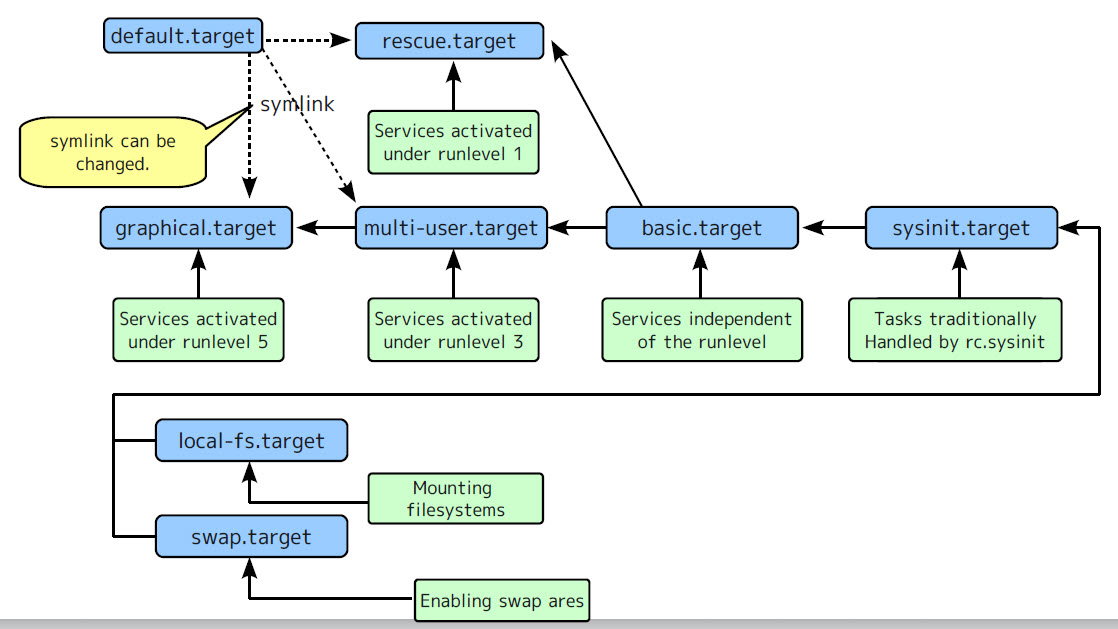 default.target
rescue.target
symlink
symlink can be
changed.
Services activated
under runlevel 1
graphical.target
multi-user.target
basic.target
sysinit.target
Services activated
under runlevel 5
Services activated
under runlevel 3
Services independent
of the runlevel
Tasks traditionally
Handled by rc.sysinit
local-fs.target
Mounting
filesystems
swap.target
Enabling swap ares